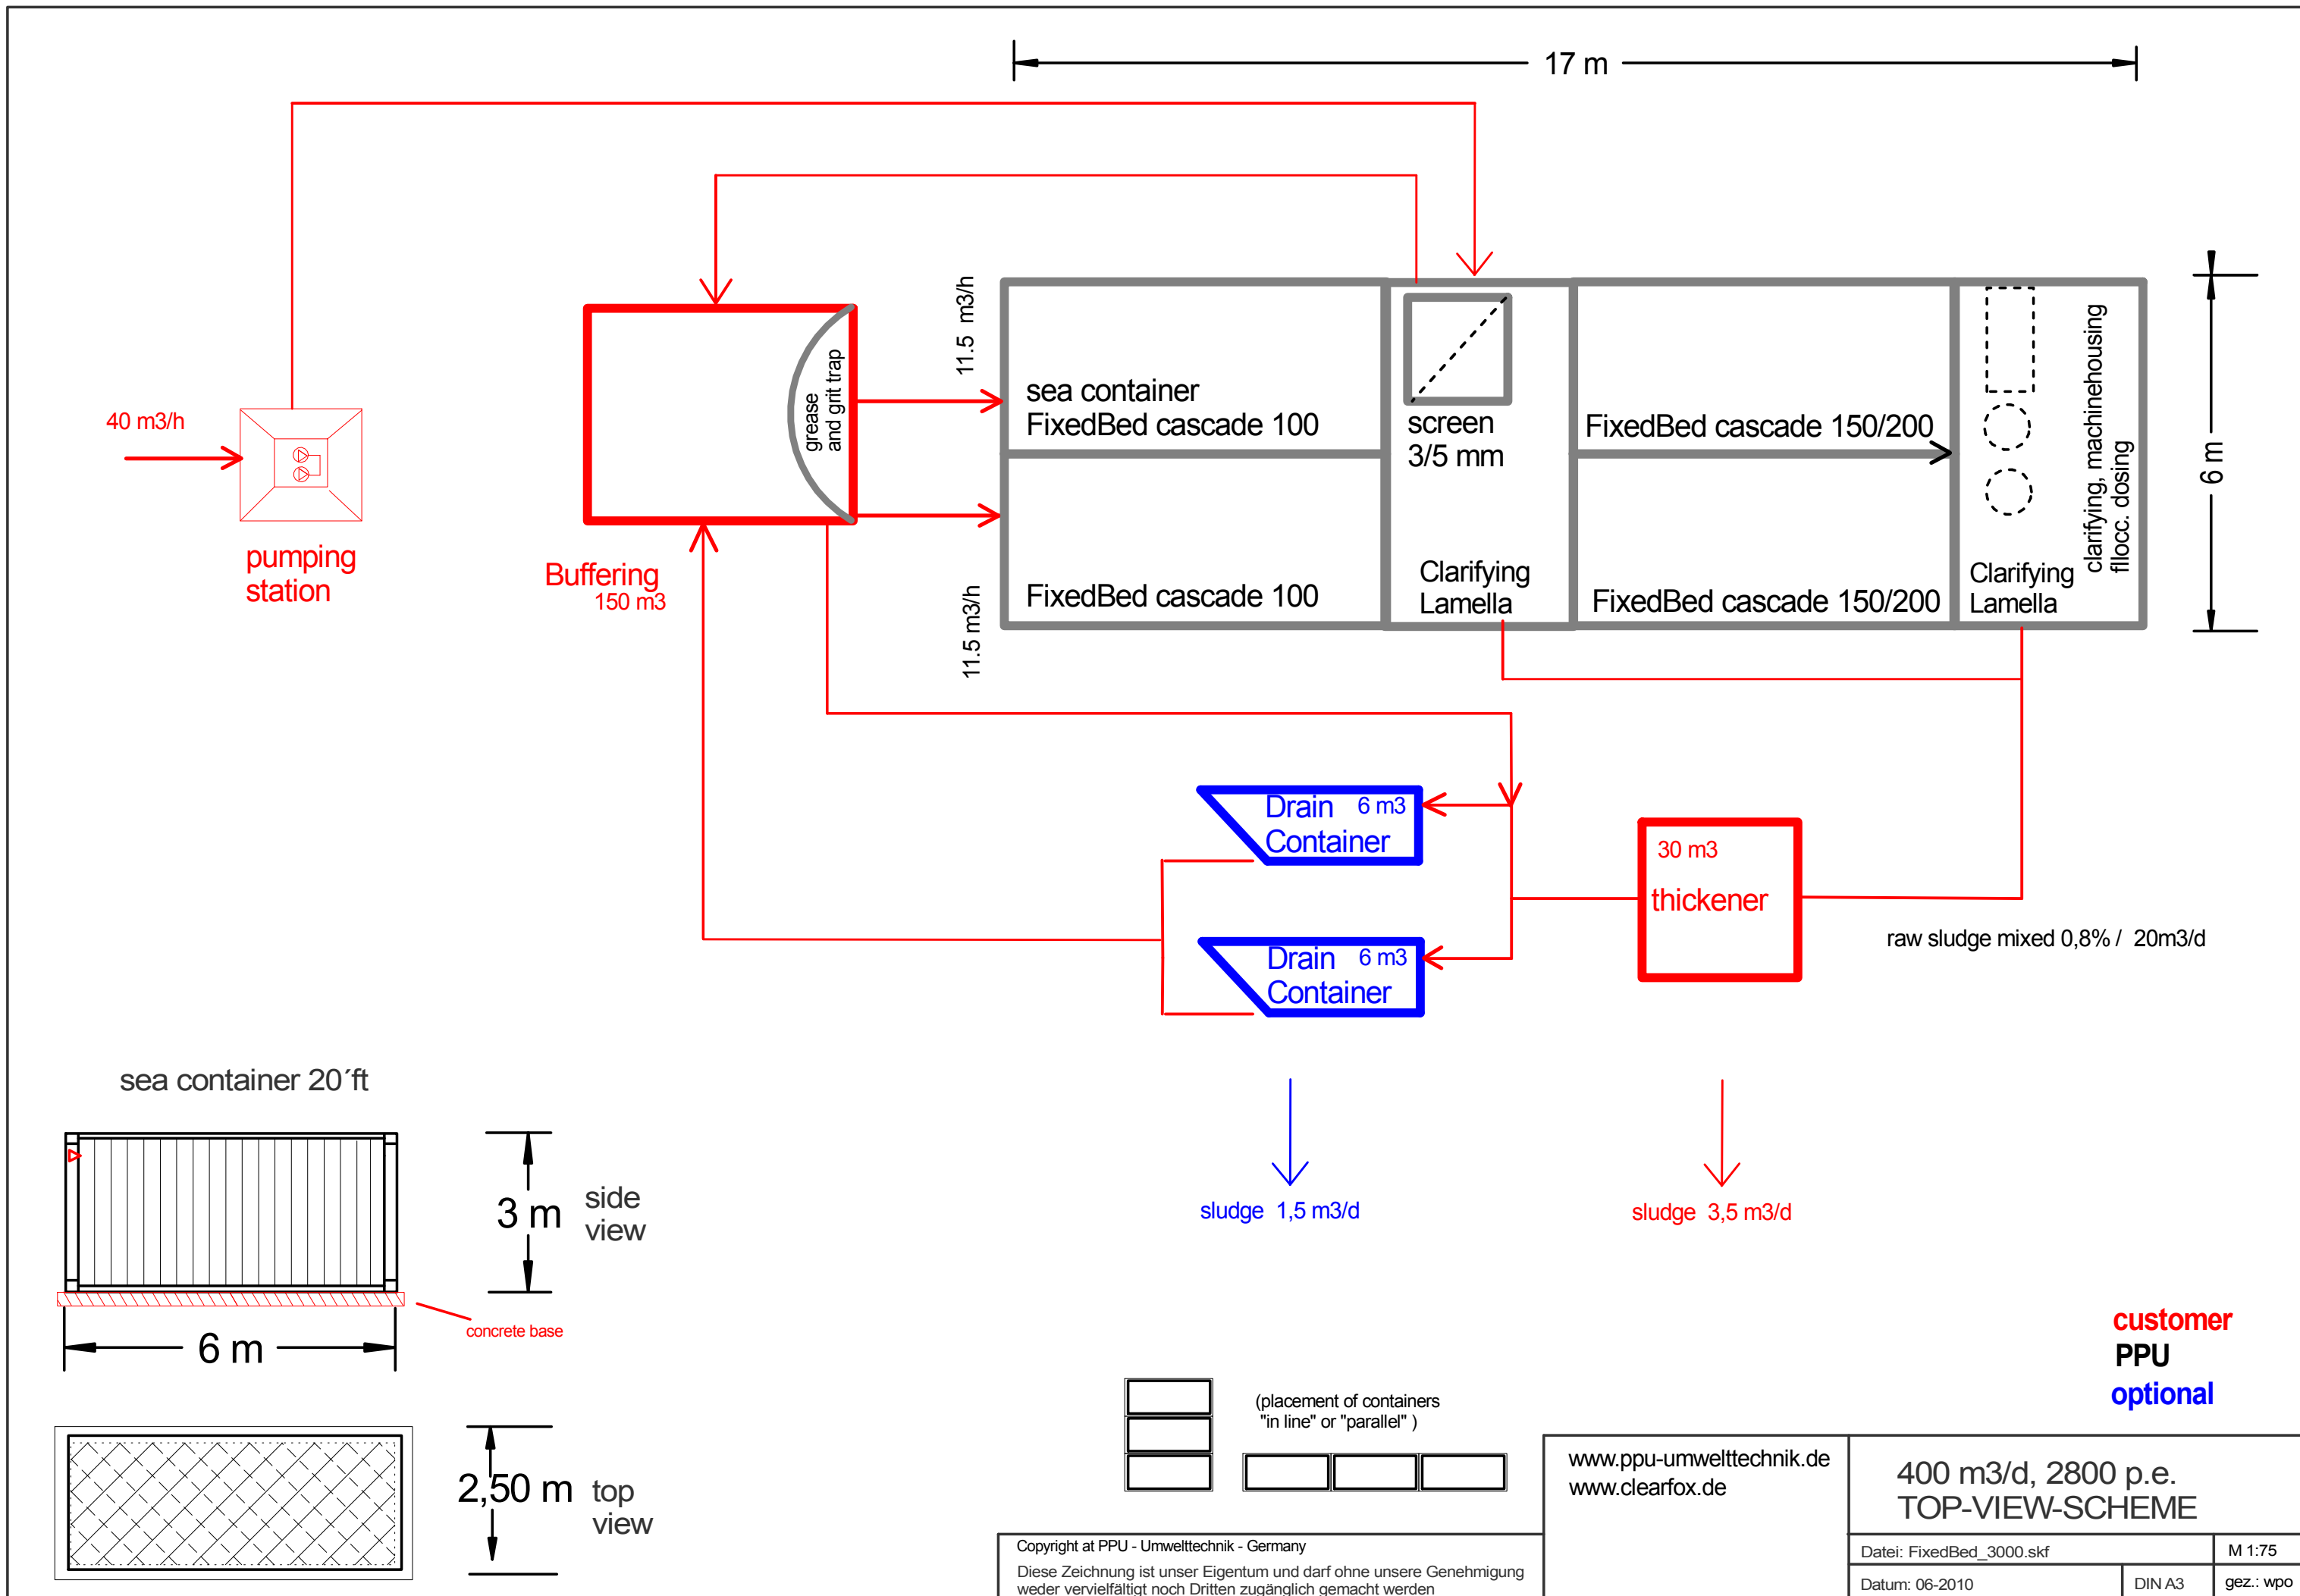 17 m
40 m3/h
pumping
station
Buffering
150 m3
grease
and grit trap
11.5 m3/h
11.5 m3/h
sea container
FixedBed cascade 100
FixedBed cascade 100
screen
3/5 mm
Clarifying
Lamella
FixedBed cascade 150/200
FixedBed cascade 150/200
Clarifying
Lamella
clarifying, machinehousing
fllocc. dosing
6 m
Drain 6 m3
Container
Drain 6 m3
Container
30 m3
thickener
raw sludge mixed 0,8% / 20m3/d
sludge 1,5 m3/d
sludge 3,5 m3/d
sea container 20´ft
3 m
side
view
concrete base
6 m
2,50 m
top
view
(placement of containers
"in line" or "parallel" )
customer
PPU
optional
www.ppu-umwelttechnik.de
www.clearfox.de
400 m3/d, 2800 p.e.
TOP-VIEW-SCHEME
Copyright at PPU - Umwelttechnik - Germany
Diese Zeichnung ist unser Eigentum und darf ohne unsere Genehmigung
weder vervielfältigt noch Dritten zugänglich gemacht werden
Datei: FixedBed_3000.skf
M 1:75
Datum: 06-2010
DIN A3
gez.: wpo